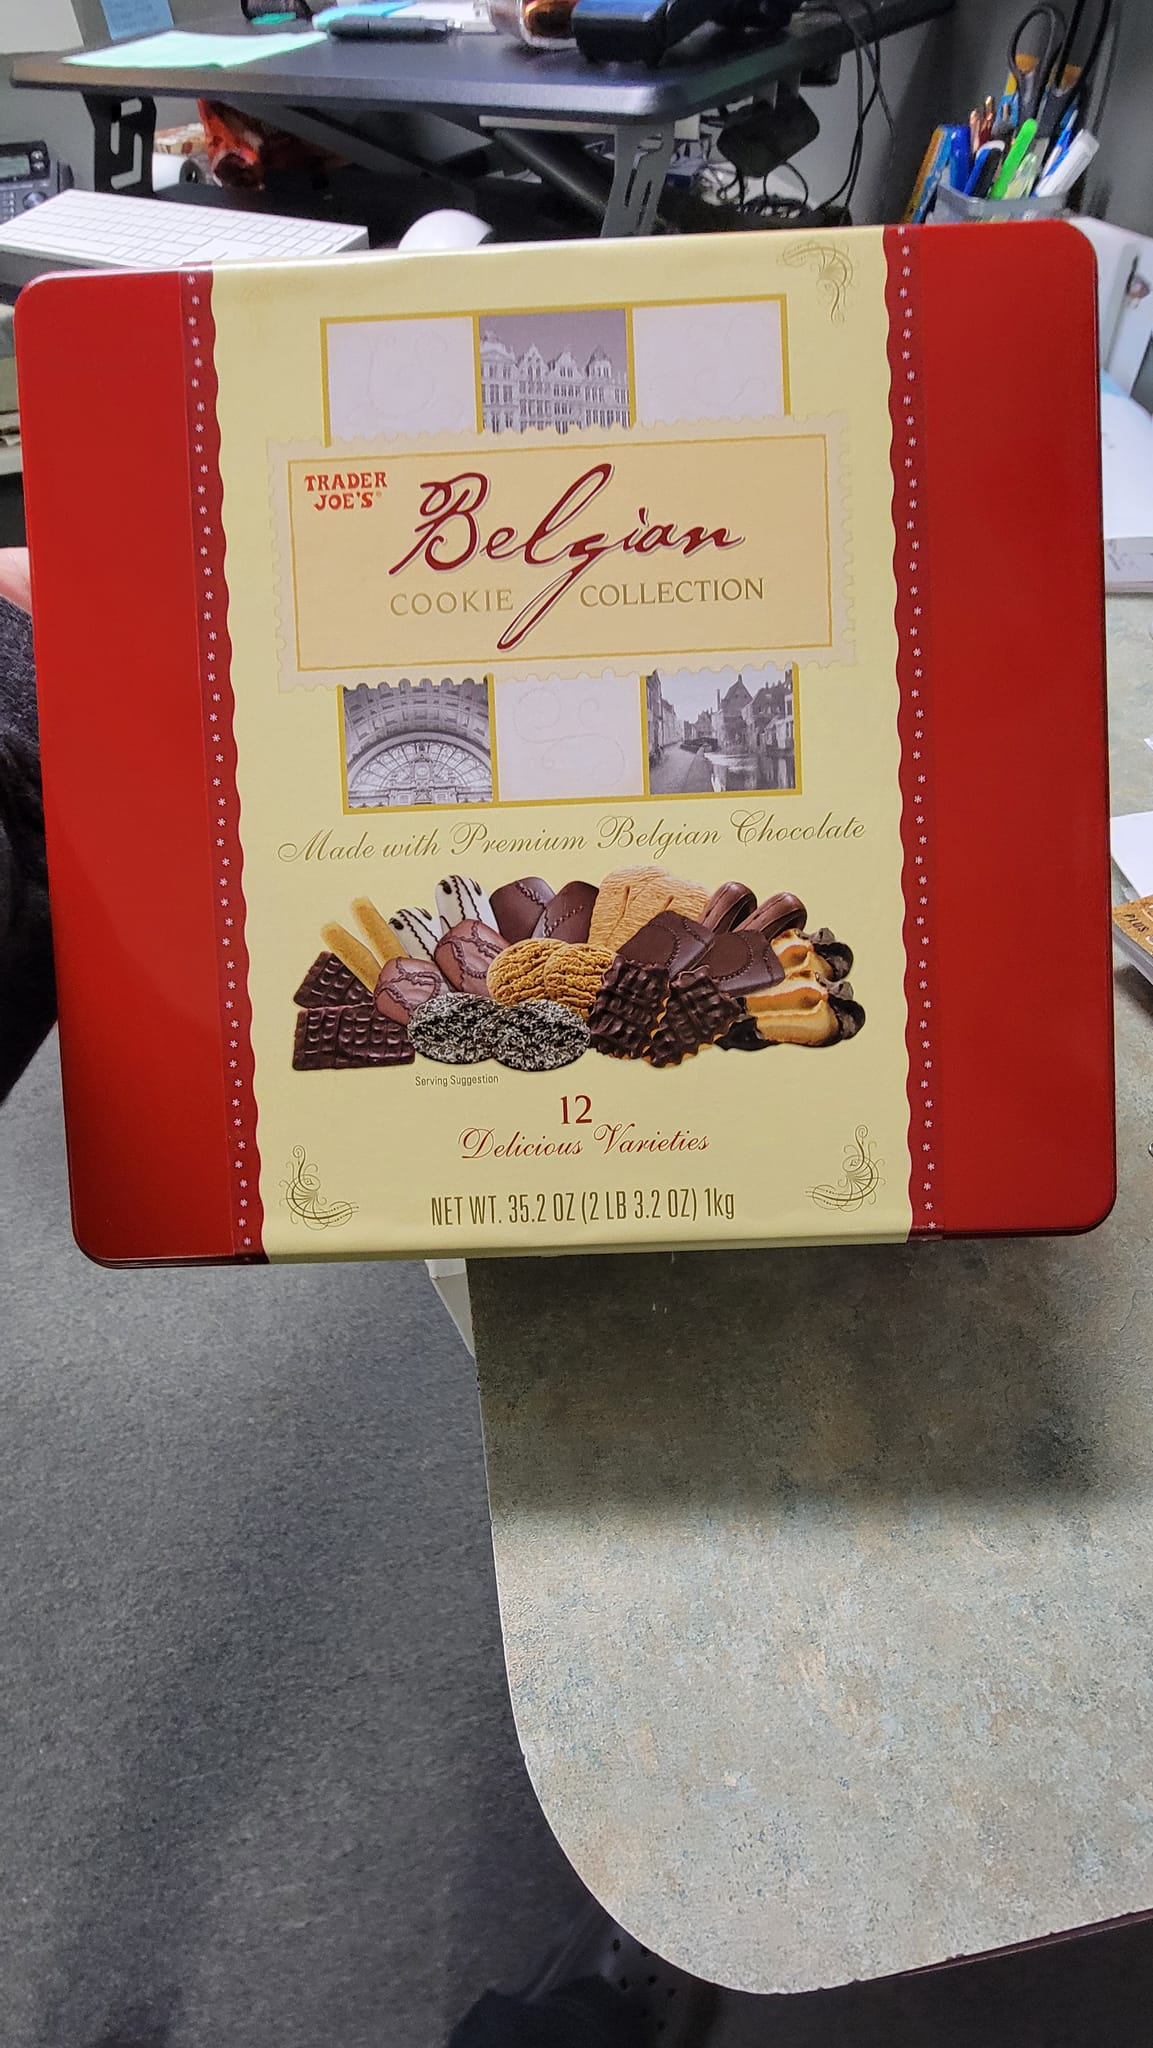 TRADER
JOE'S®
Belgian
COOKIE COLLECTION
Made with Premium Belgian Chocolate
Serving Suggestion
12
Delicious Varieties
NET WT. 35.2 OZ (2 LB 3.2 OZ) 1kg
PLUS